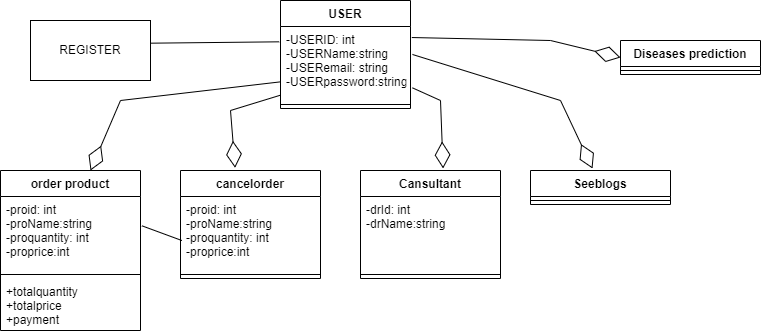 USER
-USERID: int
-USERName:string
-USERemail: string
-USERpassword:string
REGISTER
Diseases prediction
order product
-proid: int
-proName:string
-proquantity: int
-proprice:int
+totalquantity
+totalprice
+payment
cancelorder
-proid: int
-proName:string
-proquantity: int
-proprice:int
Cansultant
-drId: int
-drName:string
Seeblogs